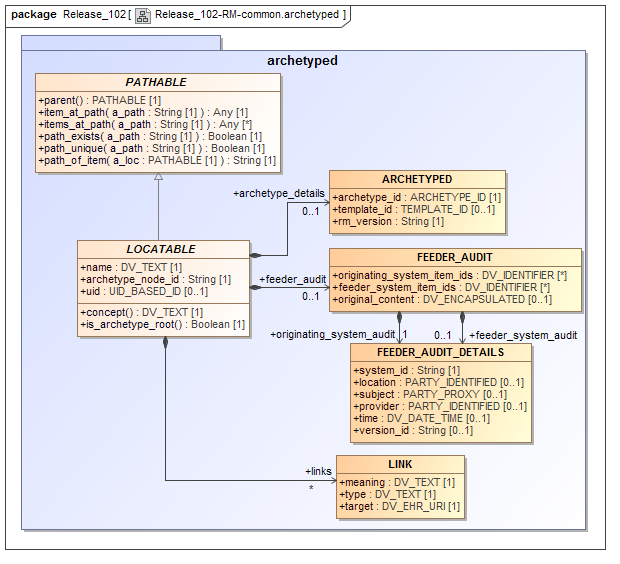 package Release_102 [ Release_102-RM-common.archetyped ]
archetyped
PATHABLE
+parent() : PATHABLE [1]
+item_at_path( a_path : String [1] ) : Any [1]
+items_at_path( a_path : String [1] ) : Any [*]
+path_exists( a_path : String [1] ) : Boolean [1]
+path_unique( a_path : String [1] ) : Boolean [1]
+path_of_item( a_loc : PATHABLE [1] ) : String [1]
+archetype_details
0..1
ARCHETYPED
+archetype_id : ARCHETYPE_ID [1]
+template_id : TEMPLATE_ID [0..1]
+rm_version : String [1]
LOCATABLE
+name : DV_TEXT [1]
+archetype_node_id : String [1]
+uid : UID_BASED_ID [0..1]
+concept() : DV_TEXT [1]
+is_archetype_root() : Boolean [1]
+feeder_audit
0..1
FEEDER_AUDIT
+originating_system_item_ids : DV_IDENTIFIER [*]
+feeder_system_item_ids : DV_IDENTIFIER [*]
+original_content : DV_ENCAPSULATED [0..1]
+originating_system_audit 1
0..1 +feeder_system_audit
FEEDER_AUDIT_DETAILS
+system_id : String [1]
+location : PARTY_IDENTIFIED [0..1]
+subject : PARTY_PROXY [0..1]
+provider : PARTY_IDENTIFIED [0..1]
+time : DV_DATE_TIME [0..1]
+version_id : String [0..1]
+links
*
LINK
+meaning : DV_TEXT [1]
+type : DV_TEXT [1]
+target : DV_EHR_URI [1]